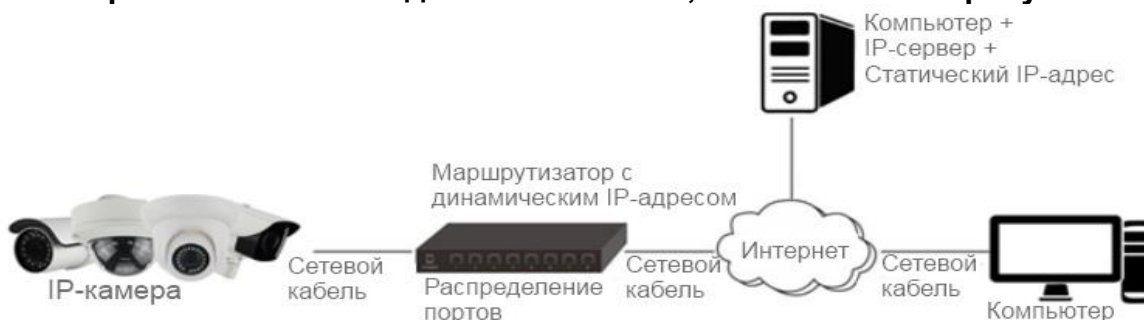 Компьютер +
IP-сервер +
Статический IP-адрес
Маршрутизатор с
динамическим IP-адресом
Интернет
Сетевой
кабель
Сетевой
кабель
Сетевой
кабель
IP-камера
Распределение
портов
Компьютер